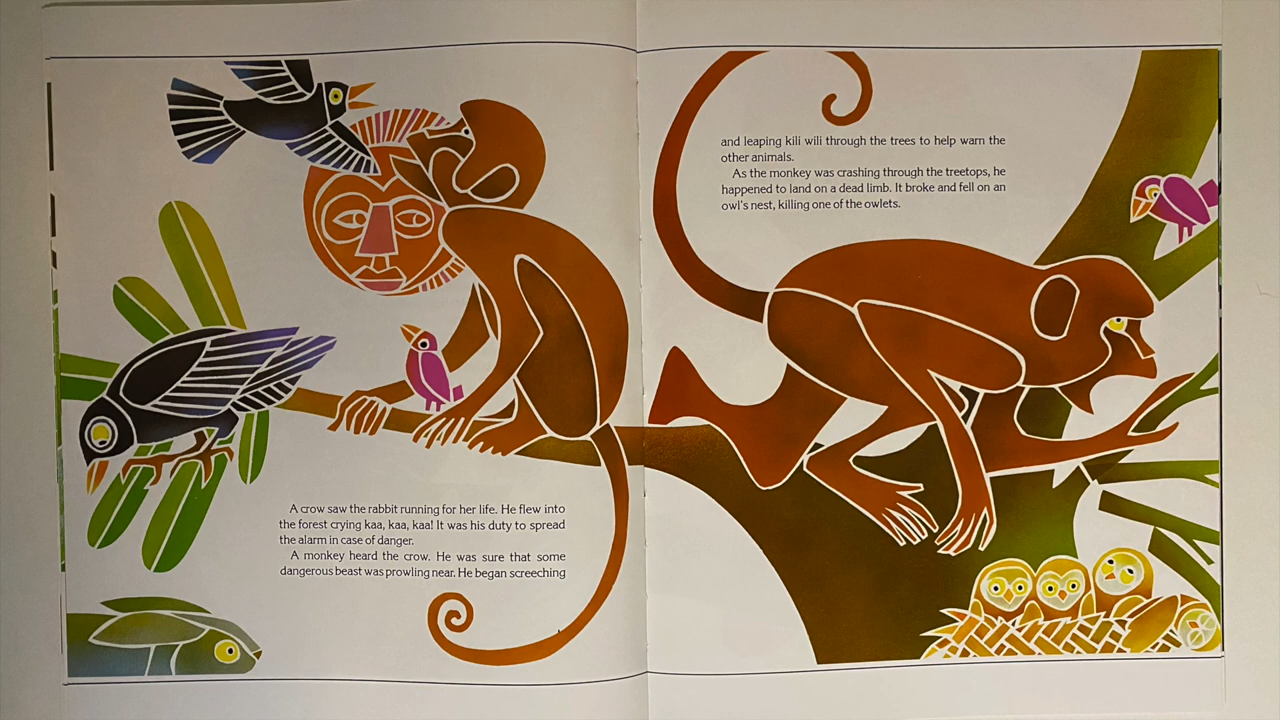 A crow saw the rabbit running for her life. He flew into
the forest crying kaa, kaa, kaa! It was his duty to spread
the alarm in case of danger.
A monkey heard the crow. He was sure that some
dangerous beast was prowling near. He began screeching
and leaping kili wili through the trees to help warn the
other animals.
As the monkey was crashing through the treetops, he
happened to land on a dead limb. It broke and fell on an
owl's nest, killing one of the owlets.